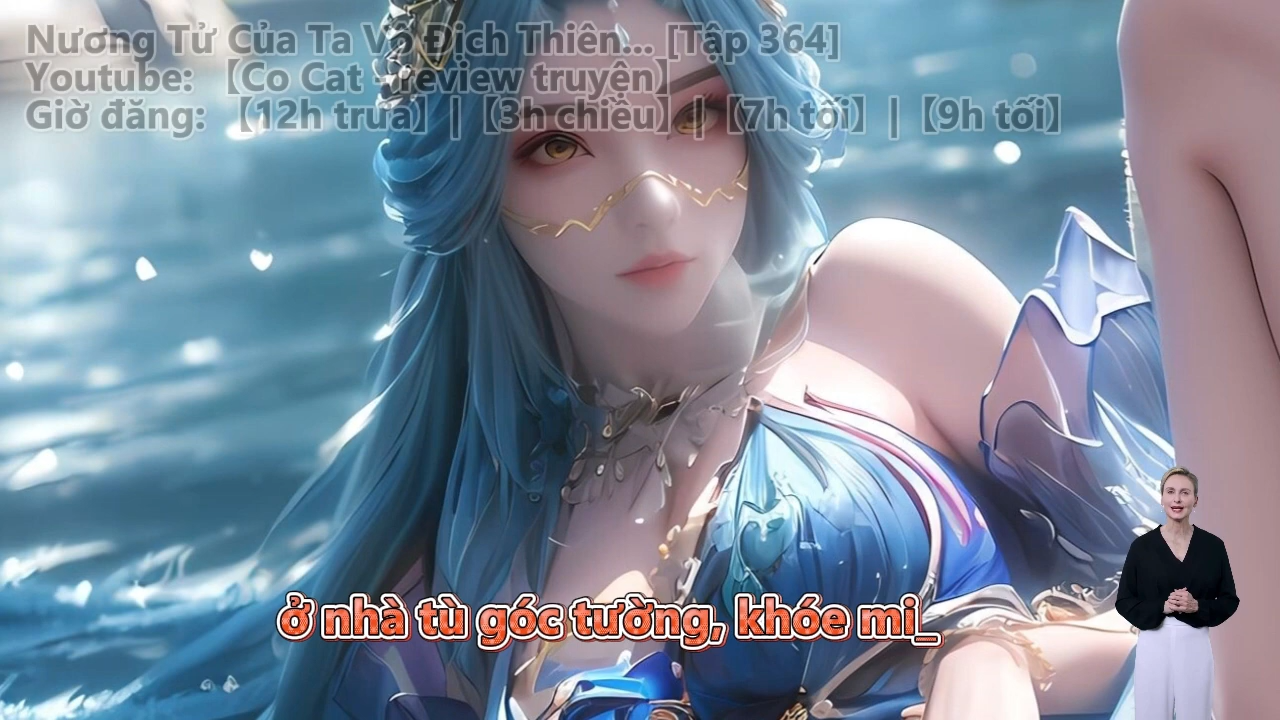 Nương Tử Của Ta Vô Địch Thiên... [Tập 364]
Youtube: 【Co Cat - review truyện】
Giờ đăng: 【12h trưa】 | 【3h chiều】 | 【7h tối】 | 【9h tối】
ở nhà tù góc tường, khóe mi_